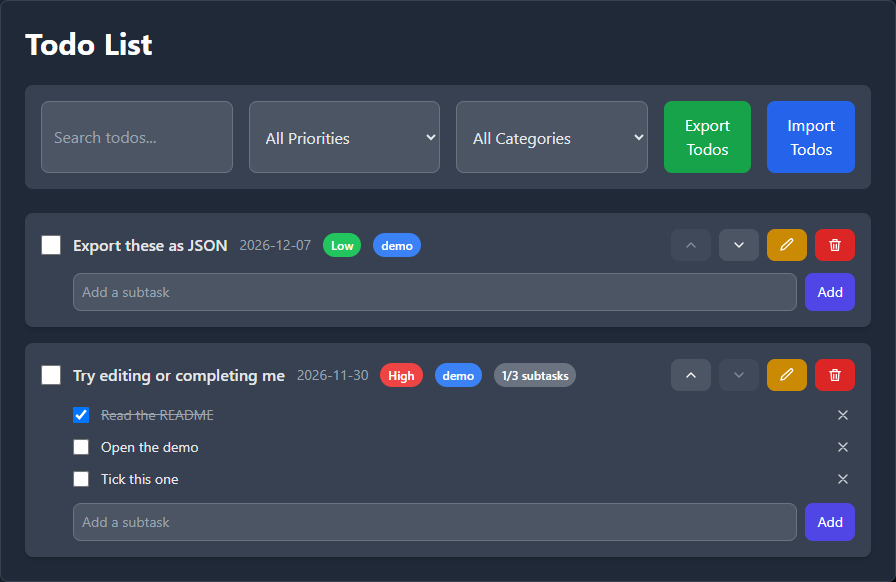 Todo List
Search todos...
All Priorities
All Categories
Export
Todos
Import
Todos
Export these as JSON 2026-12-07 Low demo
Add a subtask Add
Try editing or completing me 2026-11-30 High demo 1/3 subtasks
Read the README
Open the demo
Tick this one
Add a subtask Add